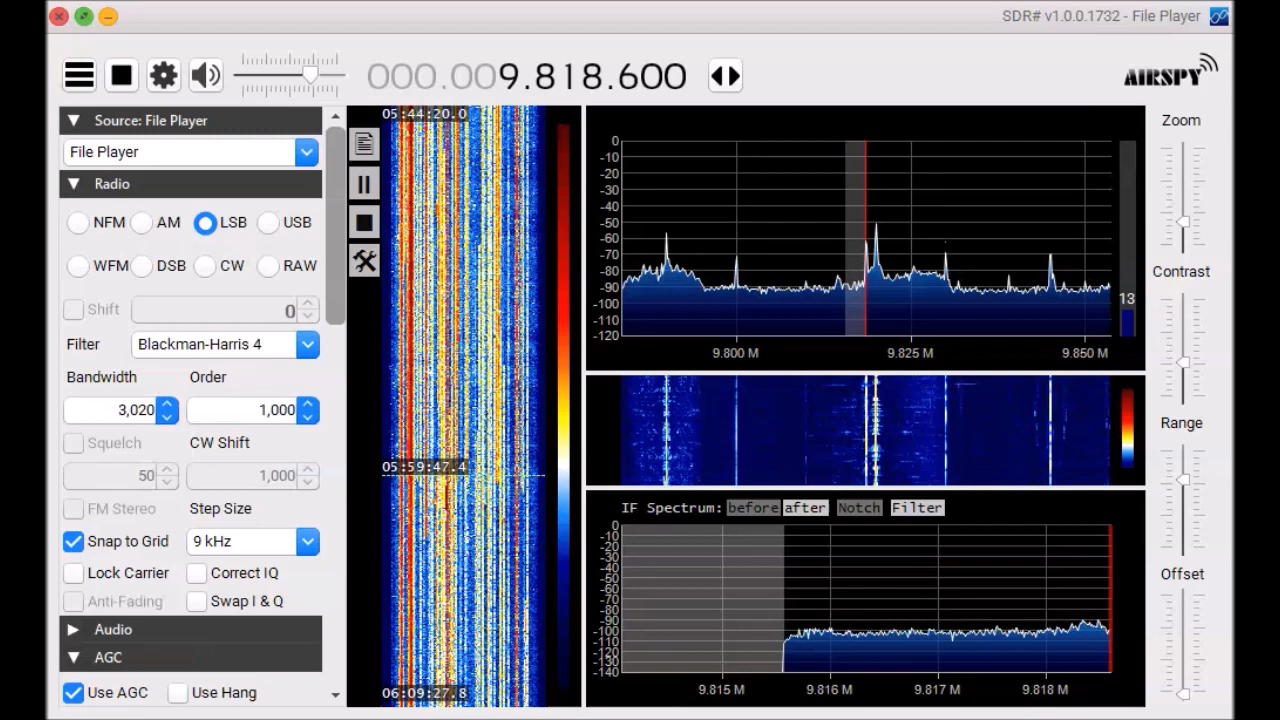 SDR# v1.0.0.1732 - File Player
000.009.818.600
AIRSPY
Source: File Player
File Player
Radio
NFM AM LSB USB
WFM DSB CW RAW
Shift 0
Filter Blackman-Harris 4
Bandwidth Order
3,020 1,000
Squelch CW Shift
50 1,000
FM Stereo Step Size
Snap to Grid 9 kHz
Lock Carrier Correct IQ
Anti-Fading Swap I & Q
Audio
AGC
Use AGC Use Hang
05:44:20.0
05:59:47.4
06:09:27.8
0
-10
-20
-30
-40
-50
-60
-70
-80
-90
-100
-110
-120
9.800 M 9.825 M 9.850 M
13
IF Spectrum: before after Notch Filter
0
-10
-20
-30
-40
-50
-60
-70
-80
-90
-100
-110
-120
-130
-140
9.815 M 9.816 M 9.817 M 9.818 M
Zoom
Contrast
Range
Offset